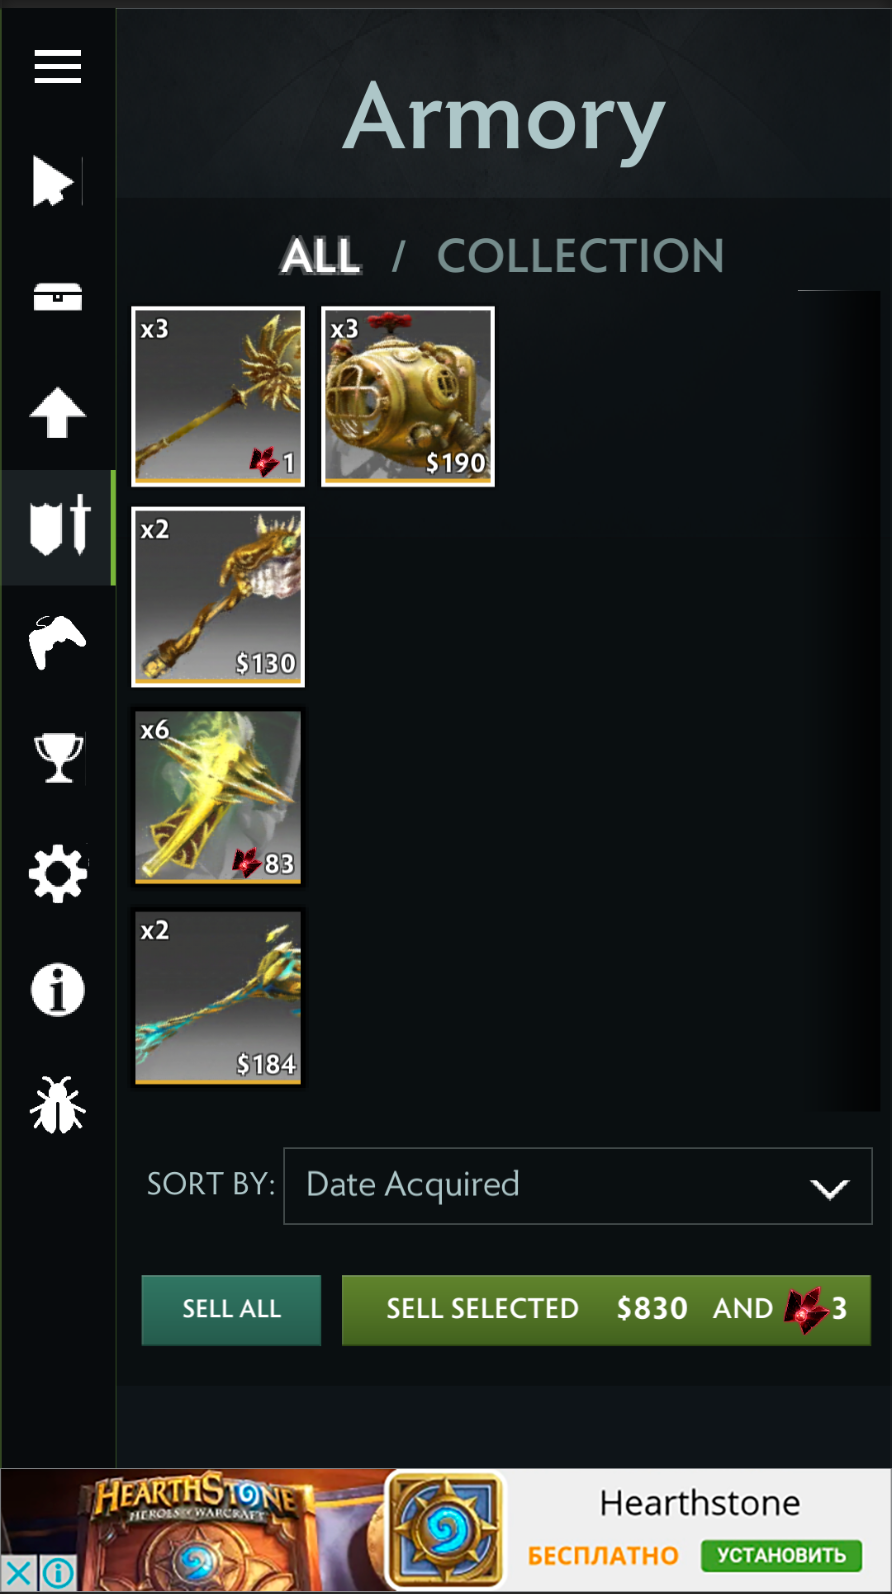 Armory
ALL / COLLECTION
x3
1
x3
$190
x2
$130
x6
83
x2
$184
SORT BY: Date Acquired
SELL ALL
SELL SELECTED $830 AND 3
HEARTHSTONE
HEROES OF WARCRAFT
Hearthstone
БЕСПЛАТНО
УСТАНОВИТЬ